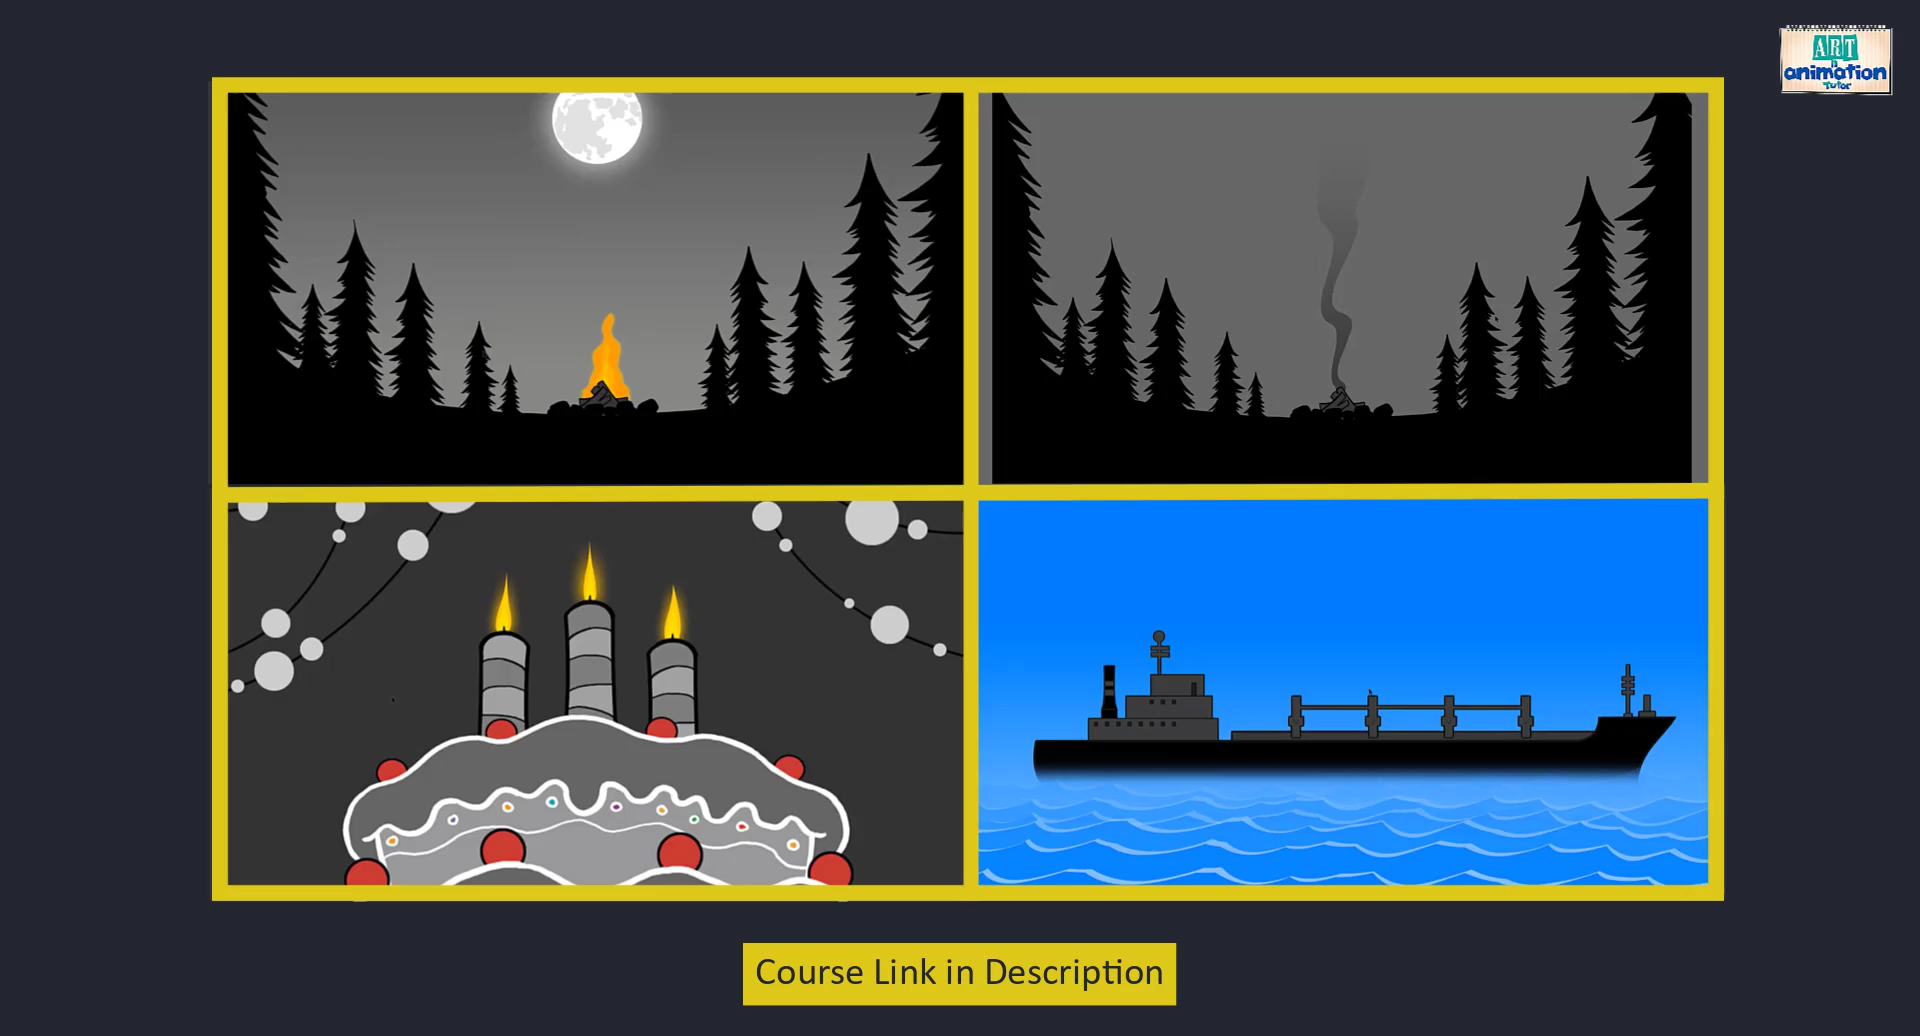 ART
n
animation
Tutor
Course Link in Description